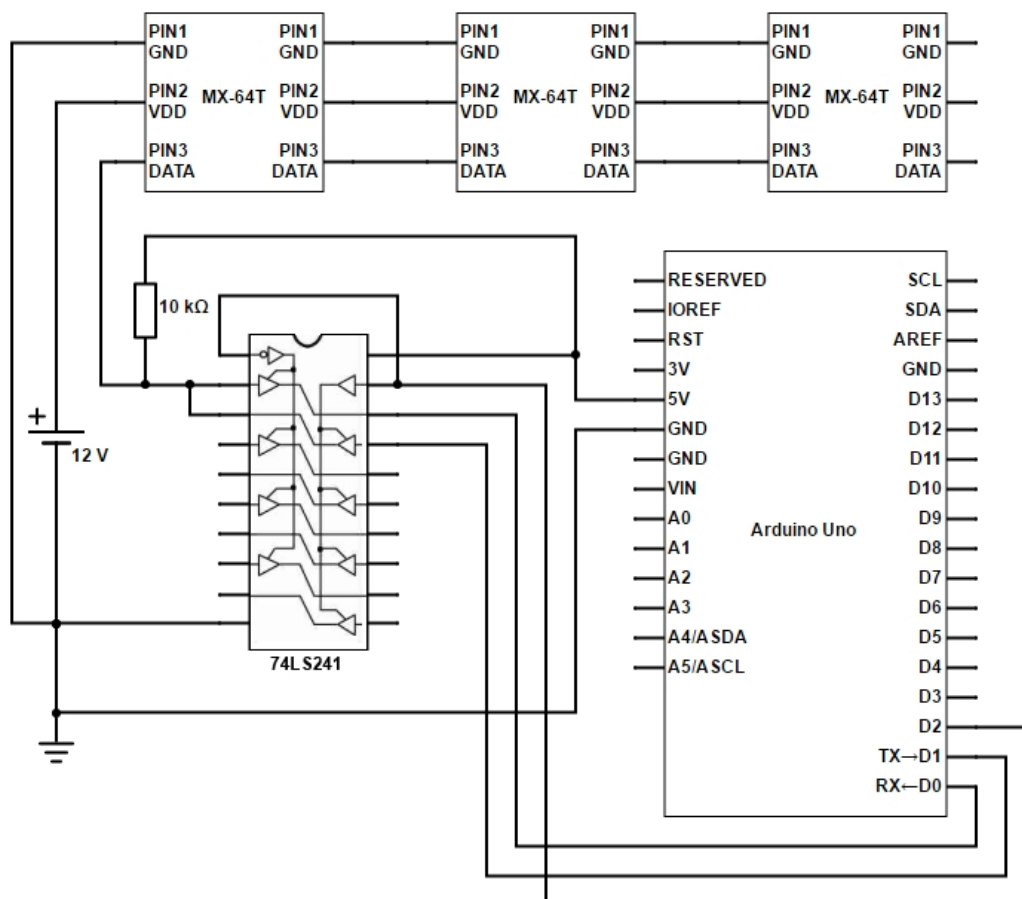 PIN1
GND
PIN2
VDD
PIN3
DATA
MX-64T
PIN1
GND
PIN2
VDD
PIN3
DATA
PIN1
GND
PIN2
VDD
PIN3
DATA
MX-64T
PIN1
GND
PIN2
VDD
PIN3
DATA
PIN1
GND
PIN2
VDD
PIN3
DATA
MX-64T
PIN1
GND
PIN2
VDD
PIN3
DATA
10 kΩ
+
12 V
74LS241
RESERVED
IOREF
RST
3V
5V
GND
GND
VIN
A0
A1
A2
A3
A4/ASDA
A5/ASCL
Arduino Uno
SCL
SDA
AREF
GND
D13
D12
D11
D10
D9
D8
D7
D6
D5
D4
D3
D2
TX→D1
RX←D0